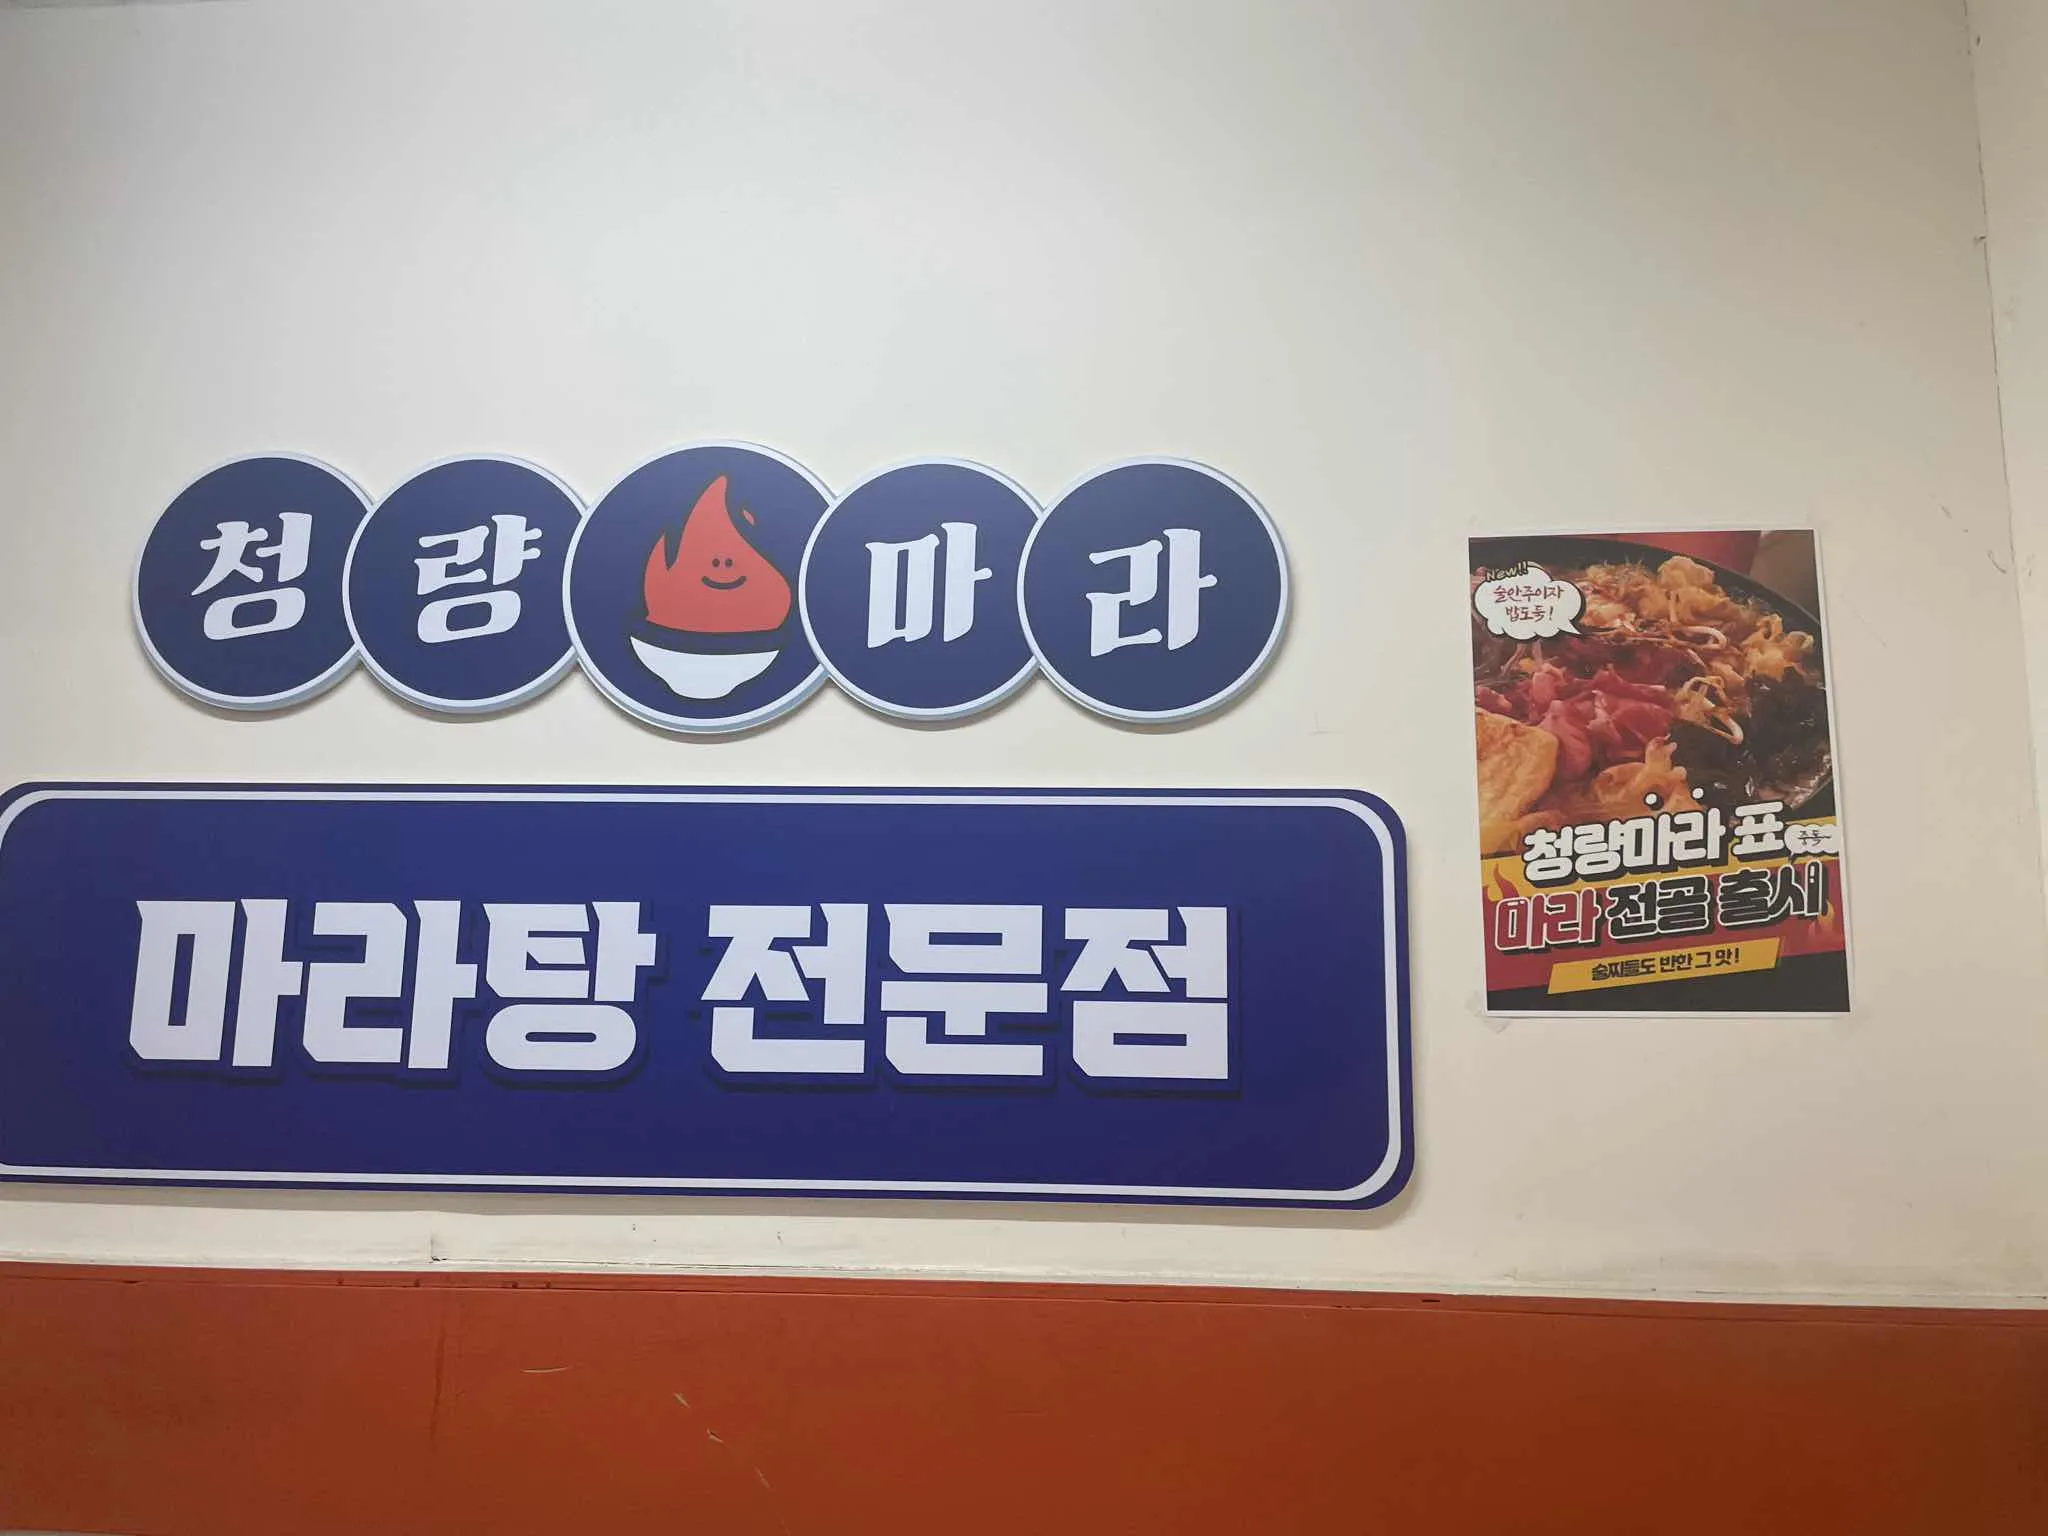 청량마라
마라탕 전문점
New!!
술안주이자
밥도둑!
청량마라 표
중독~
마라 전골 출시
술찌들도 반한 그 맛!